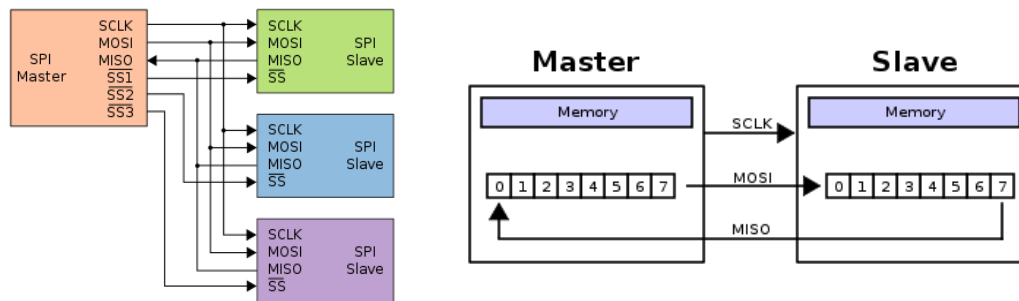 SPI
Master
SCLK
MOSI
MISO
SS1
SS2
SS3
SCLK
MOSI
MISO
SS
SPI
Slave
SCLK
MOSI
MISO
SS
SPI
Slave
SCLK
MOSI
MISO
SS
SPI
Slave
Master
Memory
0 1 2 3 4 5 6 7
SCLK
MOSI
MISO
Slave
Memory
0 1 2 3 4 5 6 7